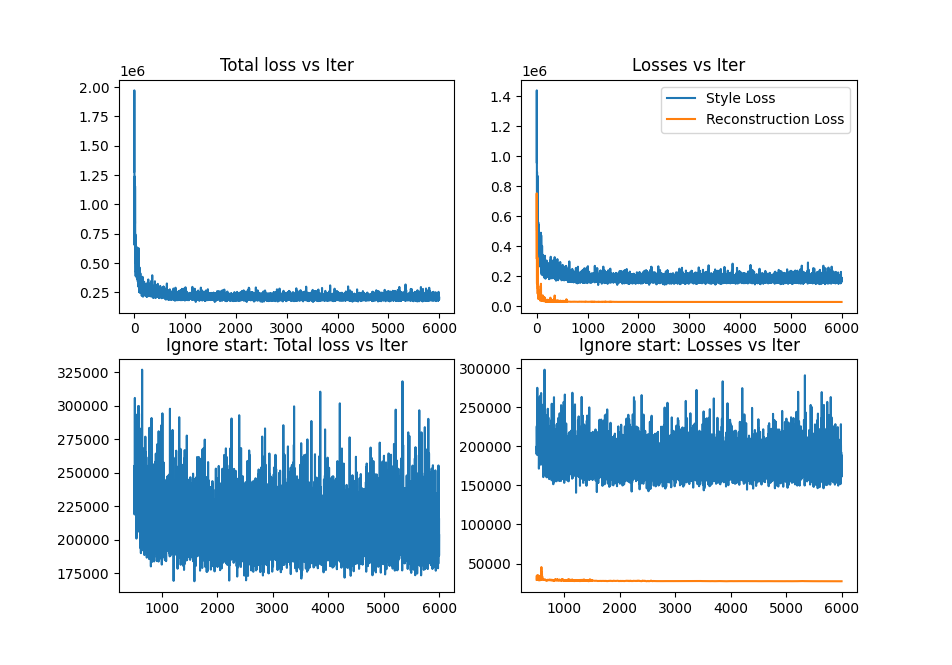 Total loss vs Iter
1e6
2.00
1.75
1.50
1.25
1.00
0.75
0.50
0.25
0 1000 2000 3000 4000 5000 6000
Losses vs Iter
1e6
1.4
1.2
1.0
0.8
0.6
0.4
0.2
0.0
Style Loss
Reconstruction Loss
0 1000 2000 3000 4000 5000 6000
Ignore start: Total loss vs Iter
325000
300000
275000
250000
225000
200000
175000
1000 2000 3000 4000 5000 6000
Ignore start: Losses vs Iter
300000
250000
200000
150000
100000
50000
1000 2000 3000 4000 5000 6000